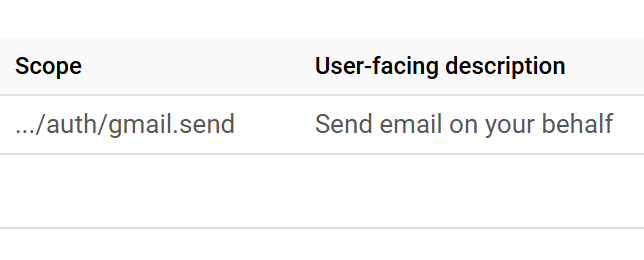 Scope User-facing description
.../auth/gmail.send Send email on your behalf